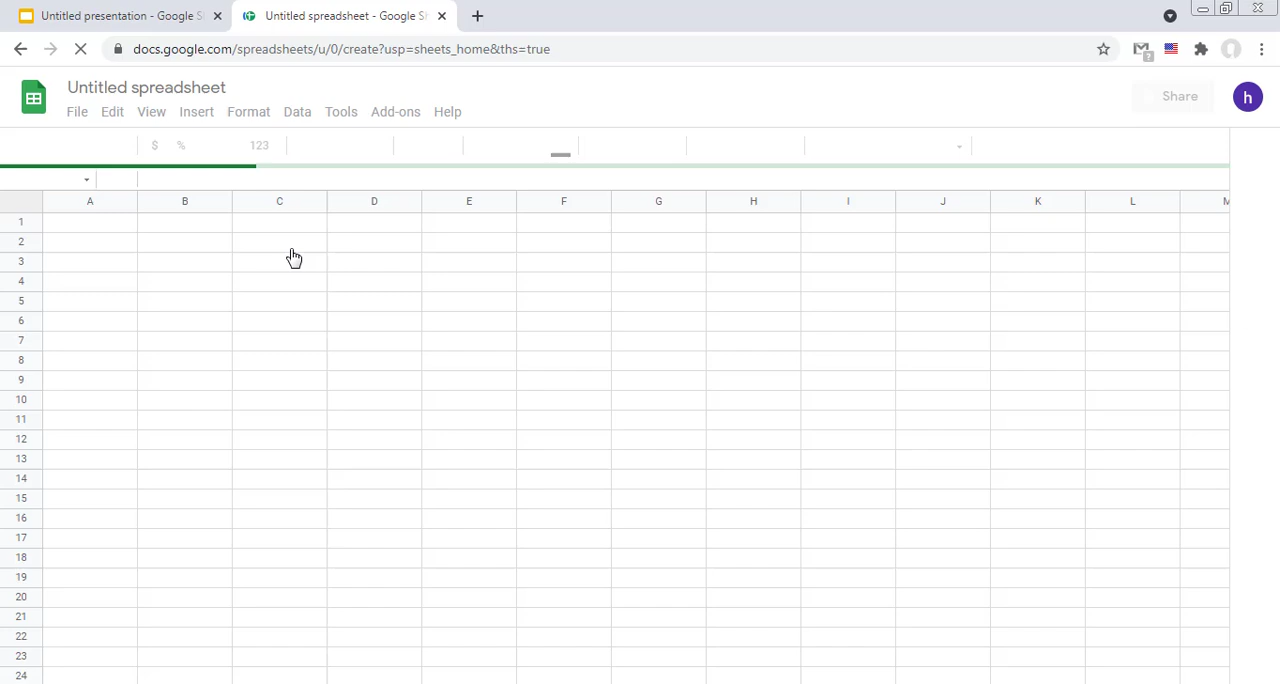 Untitled presentation - Google S
Untitled spreadsheet - Google Sh
docs.google.com/spreadsheets/u/0/create?usp=sheets_home&ths=true
?
Untitled spreadsheet
File Edit View Insert Format Data Tools Add-ons Help
Share
h
$ % 123
A B C D E F G H I J K L M
1
2
3
4
5
6
7
8
9
10
11
12
13
14
15
16
17
18
19
20
21
22
23
24